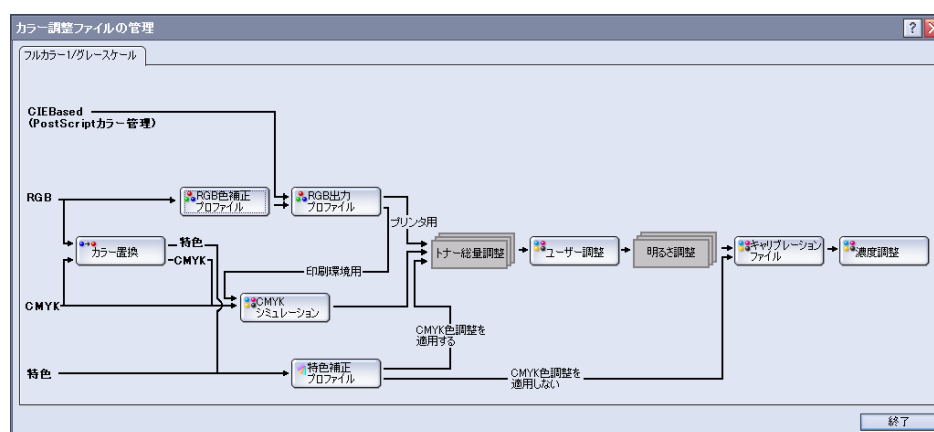 カラー調整ファイルの管理
?
フルカラー1/グレースケール
CIEBased
(PostScriptカラー管理)
RGB
RGB色補正
プロファイル
RGB出力
プロファイル
プリンタ用
カラー置換
特色
CMYK
トナー総量調整
ユーザー調整
明るさ調整
キャリブレーション
ファイル
濃度調整
印刷環境用
CMYK
CMYK
シミュレーション
CMYK色調整を
適用する
特色
特色補正
プロファイル
CMYK色調整を
適用しない
終了